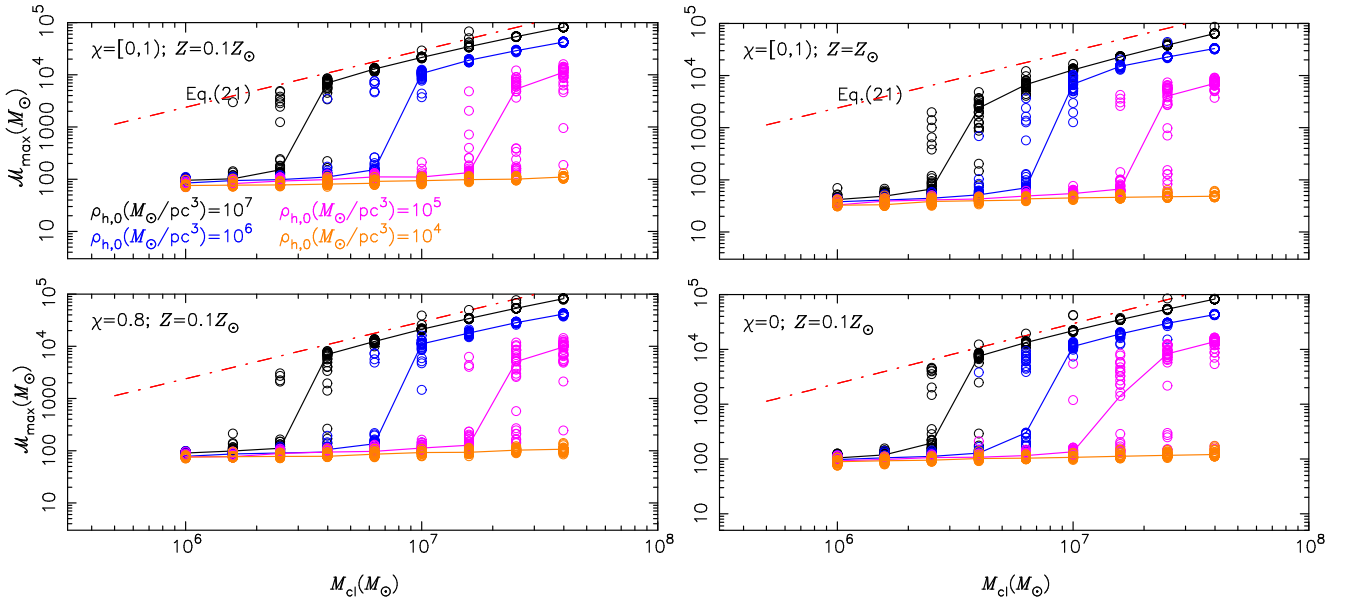 χ=[0,1); Z=0.1Z⊙
Eq.(21)
ρh,0(M⊙/pc³)=10⁷
ρh,0(M⊙/pc³)=10⁵
ρh,0(M⊙/pc³)=10⁶
ρh,0(M⊙/pc³)=10⁴
10⁵
10⁴
1000
100
10
ℳmax(M⊙)
χ=[0,1); Z=Z⊙
Eq.(21)
10⁵
10⁴
1000
100
10
χ=0.8; Z=0.1Z⊙
10⁵
10⁴
1000
100
10
ℳmax(M⊙)
10⁶
10⁷
10⁸
Mcl(M⊙)
χ=0; Z=0.1Z⊙
10⁵
10⁴
1000
100
10
10⁶
10⁷
10⁸
Mcl(M⊙)